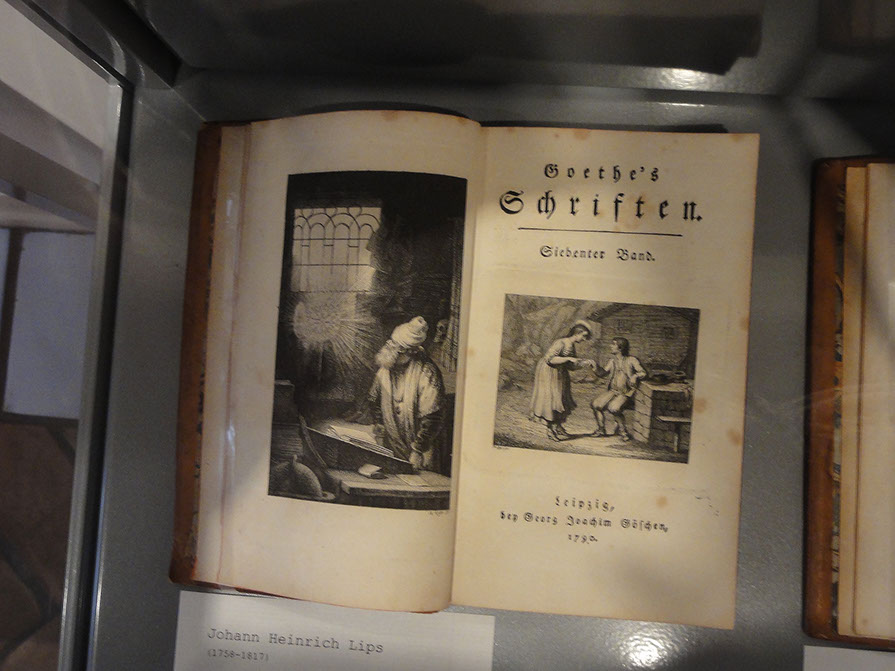 Goethe's
Schriften.
Siebenter Band.
Leipzig,
bey Georg Joachim Göschen,
1790.
Johann Heinrich Lips
(1758-1817)